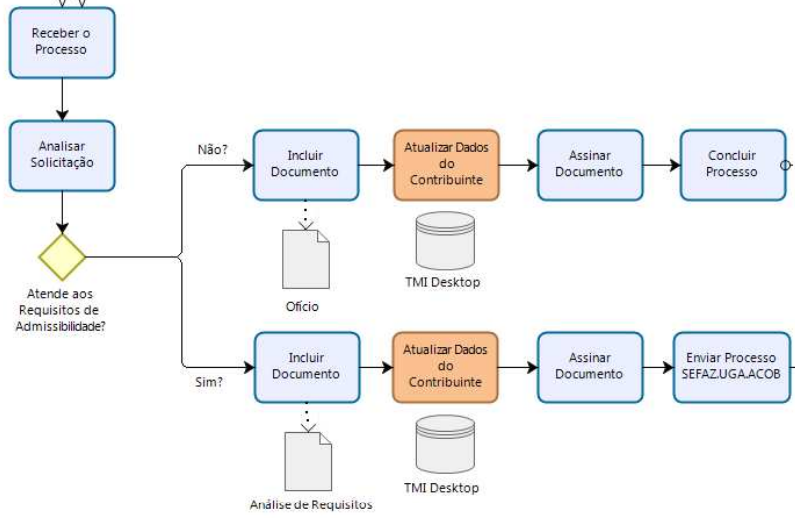 Receber o
Processo
Analisar
Solicitação
Atende aos
Requisitos de
Admissibilidade?
Não?
Incluir
Documento
Ofício
Atualizar Dados
do
Contribuinte
TMI Desktop
Assinar
Documento
Concluir
Processo
Sim?
Incluir
Documento
Análise de Requisitos
Atualizar Dados
do
Contribuinte
TMI Desktop
Assinar
Documento
Enviar Processo
SEFAZ.UGA.ACOB